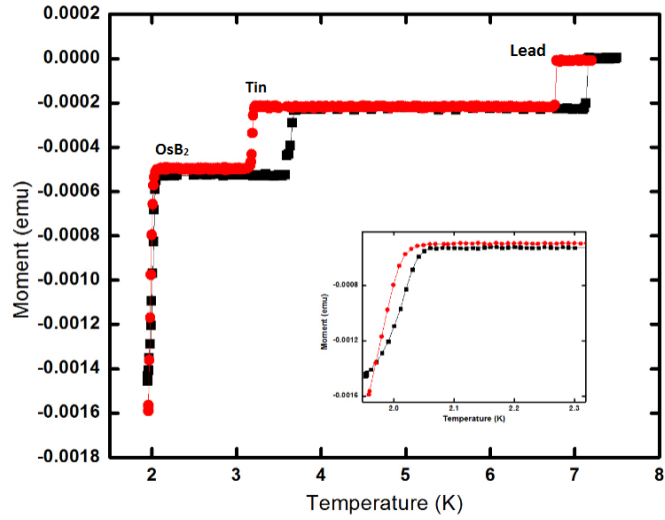 0.0002
0.0000
-0.0002
-0.0004
-0.0006
-0.0008
-0.0010
-0.0012
-0.0014
-0.0016
-0.0018
Moment (emu)
Lead
Tin
OsB₂
-0.0008
-0.0012
-0.0016
Moment (emu)
2.0 2.1 2.2 2.3
Temperature (K)
2 3 4 5 6 7 8
Temperature (K)